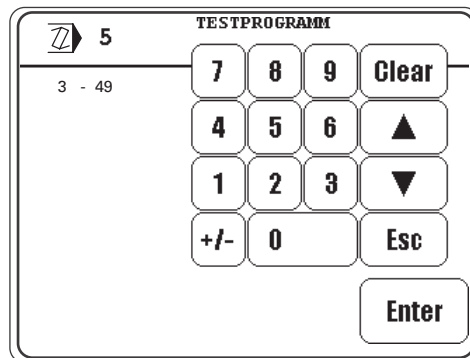 TESTPROGRAMM
5
3 - 49
7 8 9 Clear
4 5 6
1 2 3
+/- 0 Esc
Enter